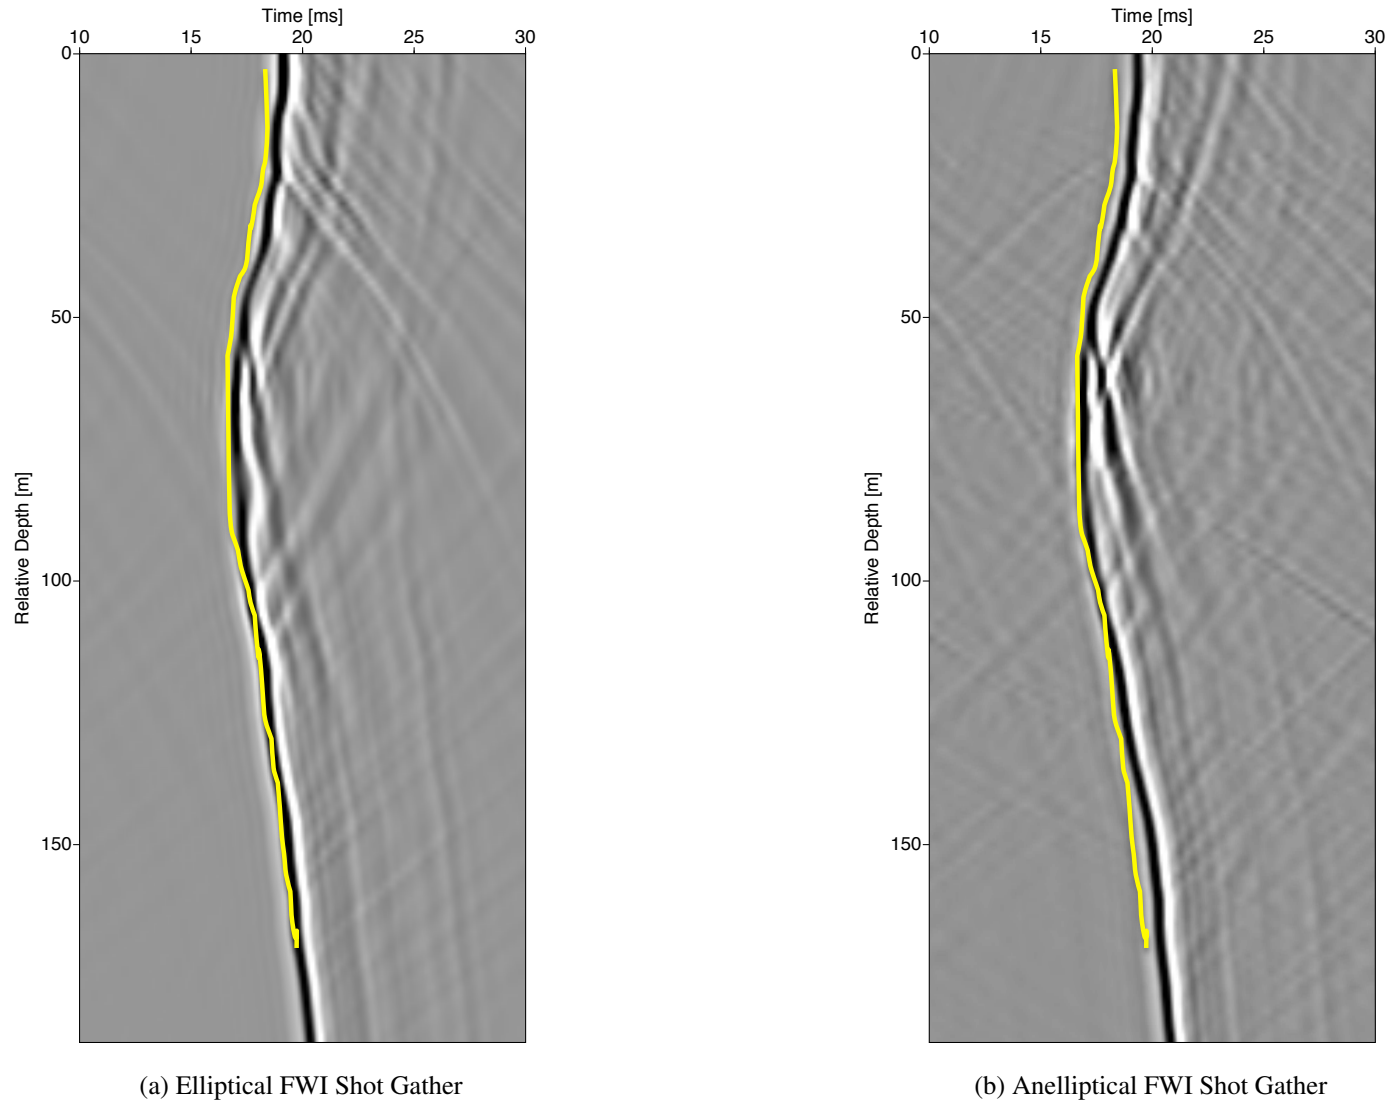 Time [ms]
10 15 20 25 30
0
50
100
150
Relative Depth [m]
(a) Elliptical FWI Shot Gather
Time [ms]
10 15 20 25 30
0
50
100
150
Relative Depth [m]
(b) Anelliptical FWI Shot Gather